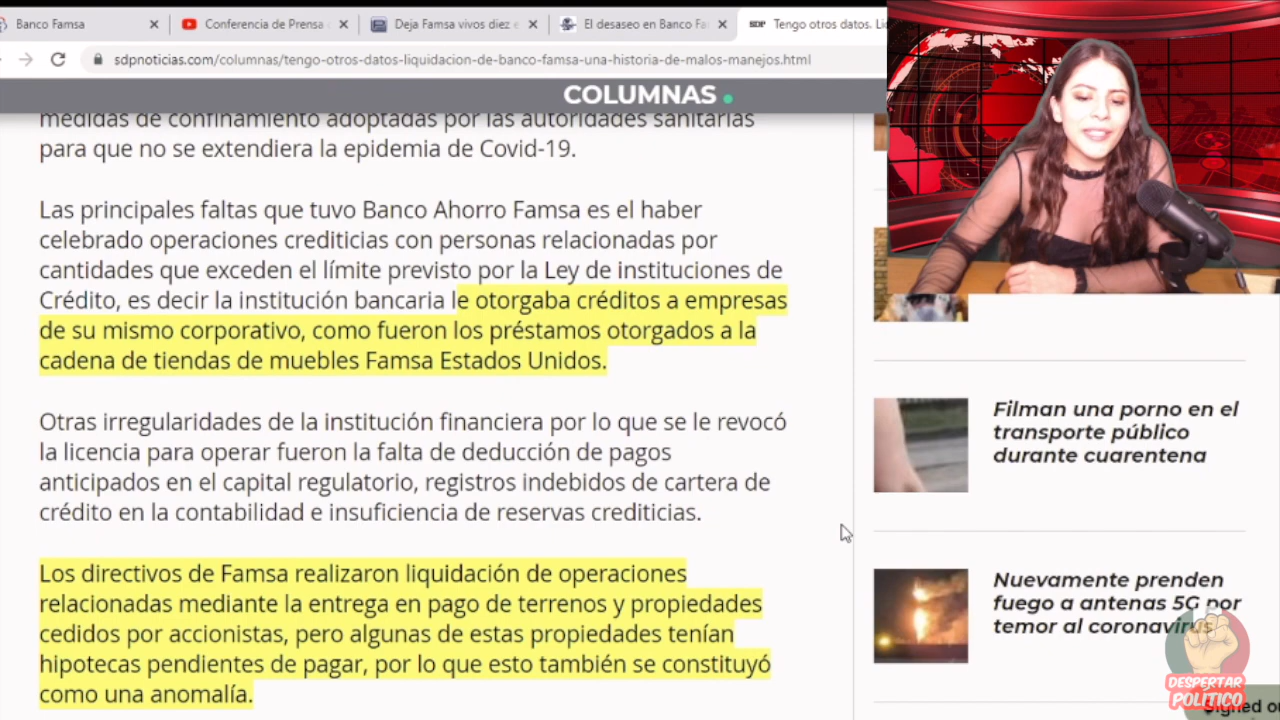 Banco Famsa
Conferencia de Prensa
Deja Famsa vivos diez e
El desaseo en Banco Fa
SDP Tengo otros datos. Li
sdpnoticias.com/columnas/tengo-otros-datos-liquidacion-de-banco-famsa-una-historia-de-malos-manejos.html
COLUMNAS
medidas de confinamiento adoptadas por las autoridades sanitarias
para que no se extendiera la epidemia de Covid-19.
Las principales faltas que tuvo Banco Ahorro Famsa es el haber
celebrado operaciones crediticias con personas relacionadas por
cantidades que exceden el límite previsto por la Ley de instituciones de
Crédito, es decir la institución bancaria le otorgaba créditos a empresas
de su mismo corporativo, como fueron los préstamos otorgados a la
cadena de tiendas de muebles Famsa Estados Unidos.
Otras irregularidades de la institución financiera por lo que se le revocó
la licencia para operar fueron la falta de deducción de pagos
anticipados en el capital regulatorio, registros indebidos de cartera de
crédito en la contabilidad e insuficiencia de reservas crediticias.
Los directivos de Famsa realizaron liquidación de operaciones
relacionadas mediante la entrega en pago de terrenos y propiedades
cedidos por accionistas, pero algunas de estas propiedades tenían
hipotecas pendientes de pagar, por lo que esto también se constituyó
como una anomalía.
Filman una porno en el
transporte público
durante cuarentena
Nuevamente prenden
fuego a antenas 5G por
temor al coronavirus
DESPERTAR
POLÍTICO
Signed ou